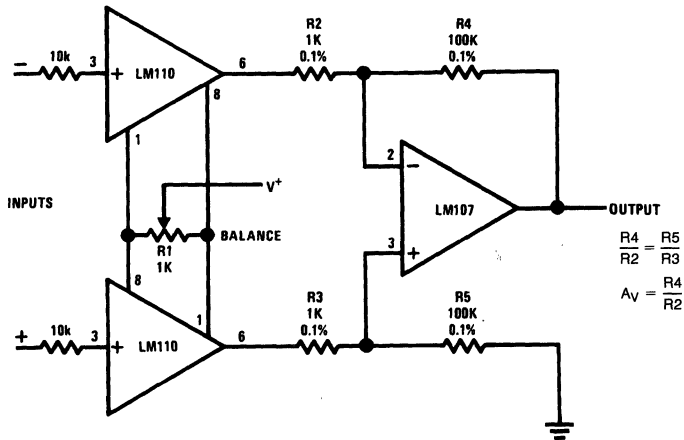 R2
1K
0.1%
R4
100K
0.1%
−
10k
3
+
LM110
6
8
1
2
−
V+
INPUTS
LM107
OUTPUT
R1
1K
BALANCE
3
+
R4/R2 = R5/R3
AV = R4/R2
8
1
R3
1K
0.1%
R5
100K
0.1%
+
10k
3
+
LM110
6